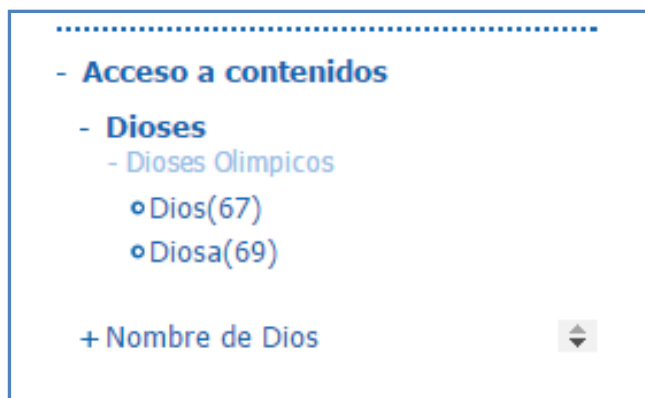 - Acceso a contenidos
- Dioses
- Dioses Olimpicos
Dios(67)
Diosa(69)
+ Nombre de Dios